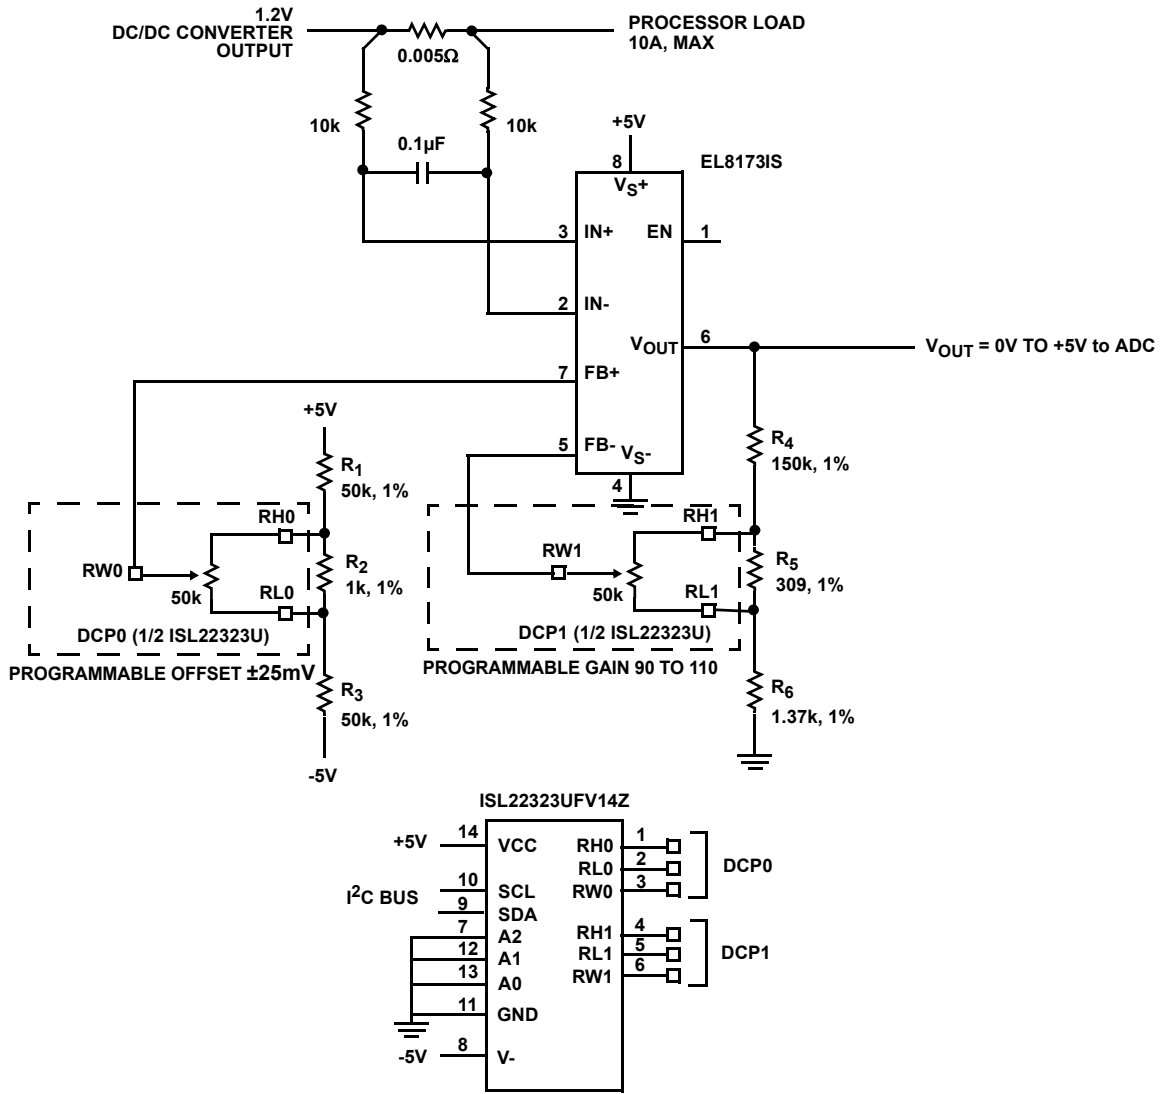 1.2V
DC/DC CONVERTER
OUTPUT
PROCESSOR LOAD
10A, MAX
0.005Ω
10k
10k
0.1µF
+5V
EL8173IS
8
VS+
3
IN+
EN
1
2
IN-
VOUT
6
VOUT = 0V TO +5V to ADC
7
FB+
5
FB-
VS-
4
+5V
R1
50k, 1%
RH0
RW0
50k
R2
1k, 1%
RL0
DCP0 (1/2 ISL22323U)
PROGRAMMABLE OFFSET ±25mV
R3
50k, 1%
-5V
R4
150k, 1%
RH1
RW1
50k
R5
309, 1%
RL1
DCP1 (1/2 ISL22323U)
PROGRAMMABLE GAIN 90 TO 110
R6
1.37k, 1%
ISL22323UFV14Z
+5V
14
VCC
I2C BUS
10
SCL
9
SDA
7
A2
12
A1
13
A0
11
GND
-5V
8
V-
RH0
1
RL0
2
RW0
3
DCP0
RH1
4
RL1
5
RW1
6
DCP1